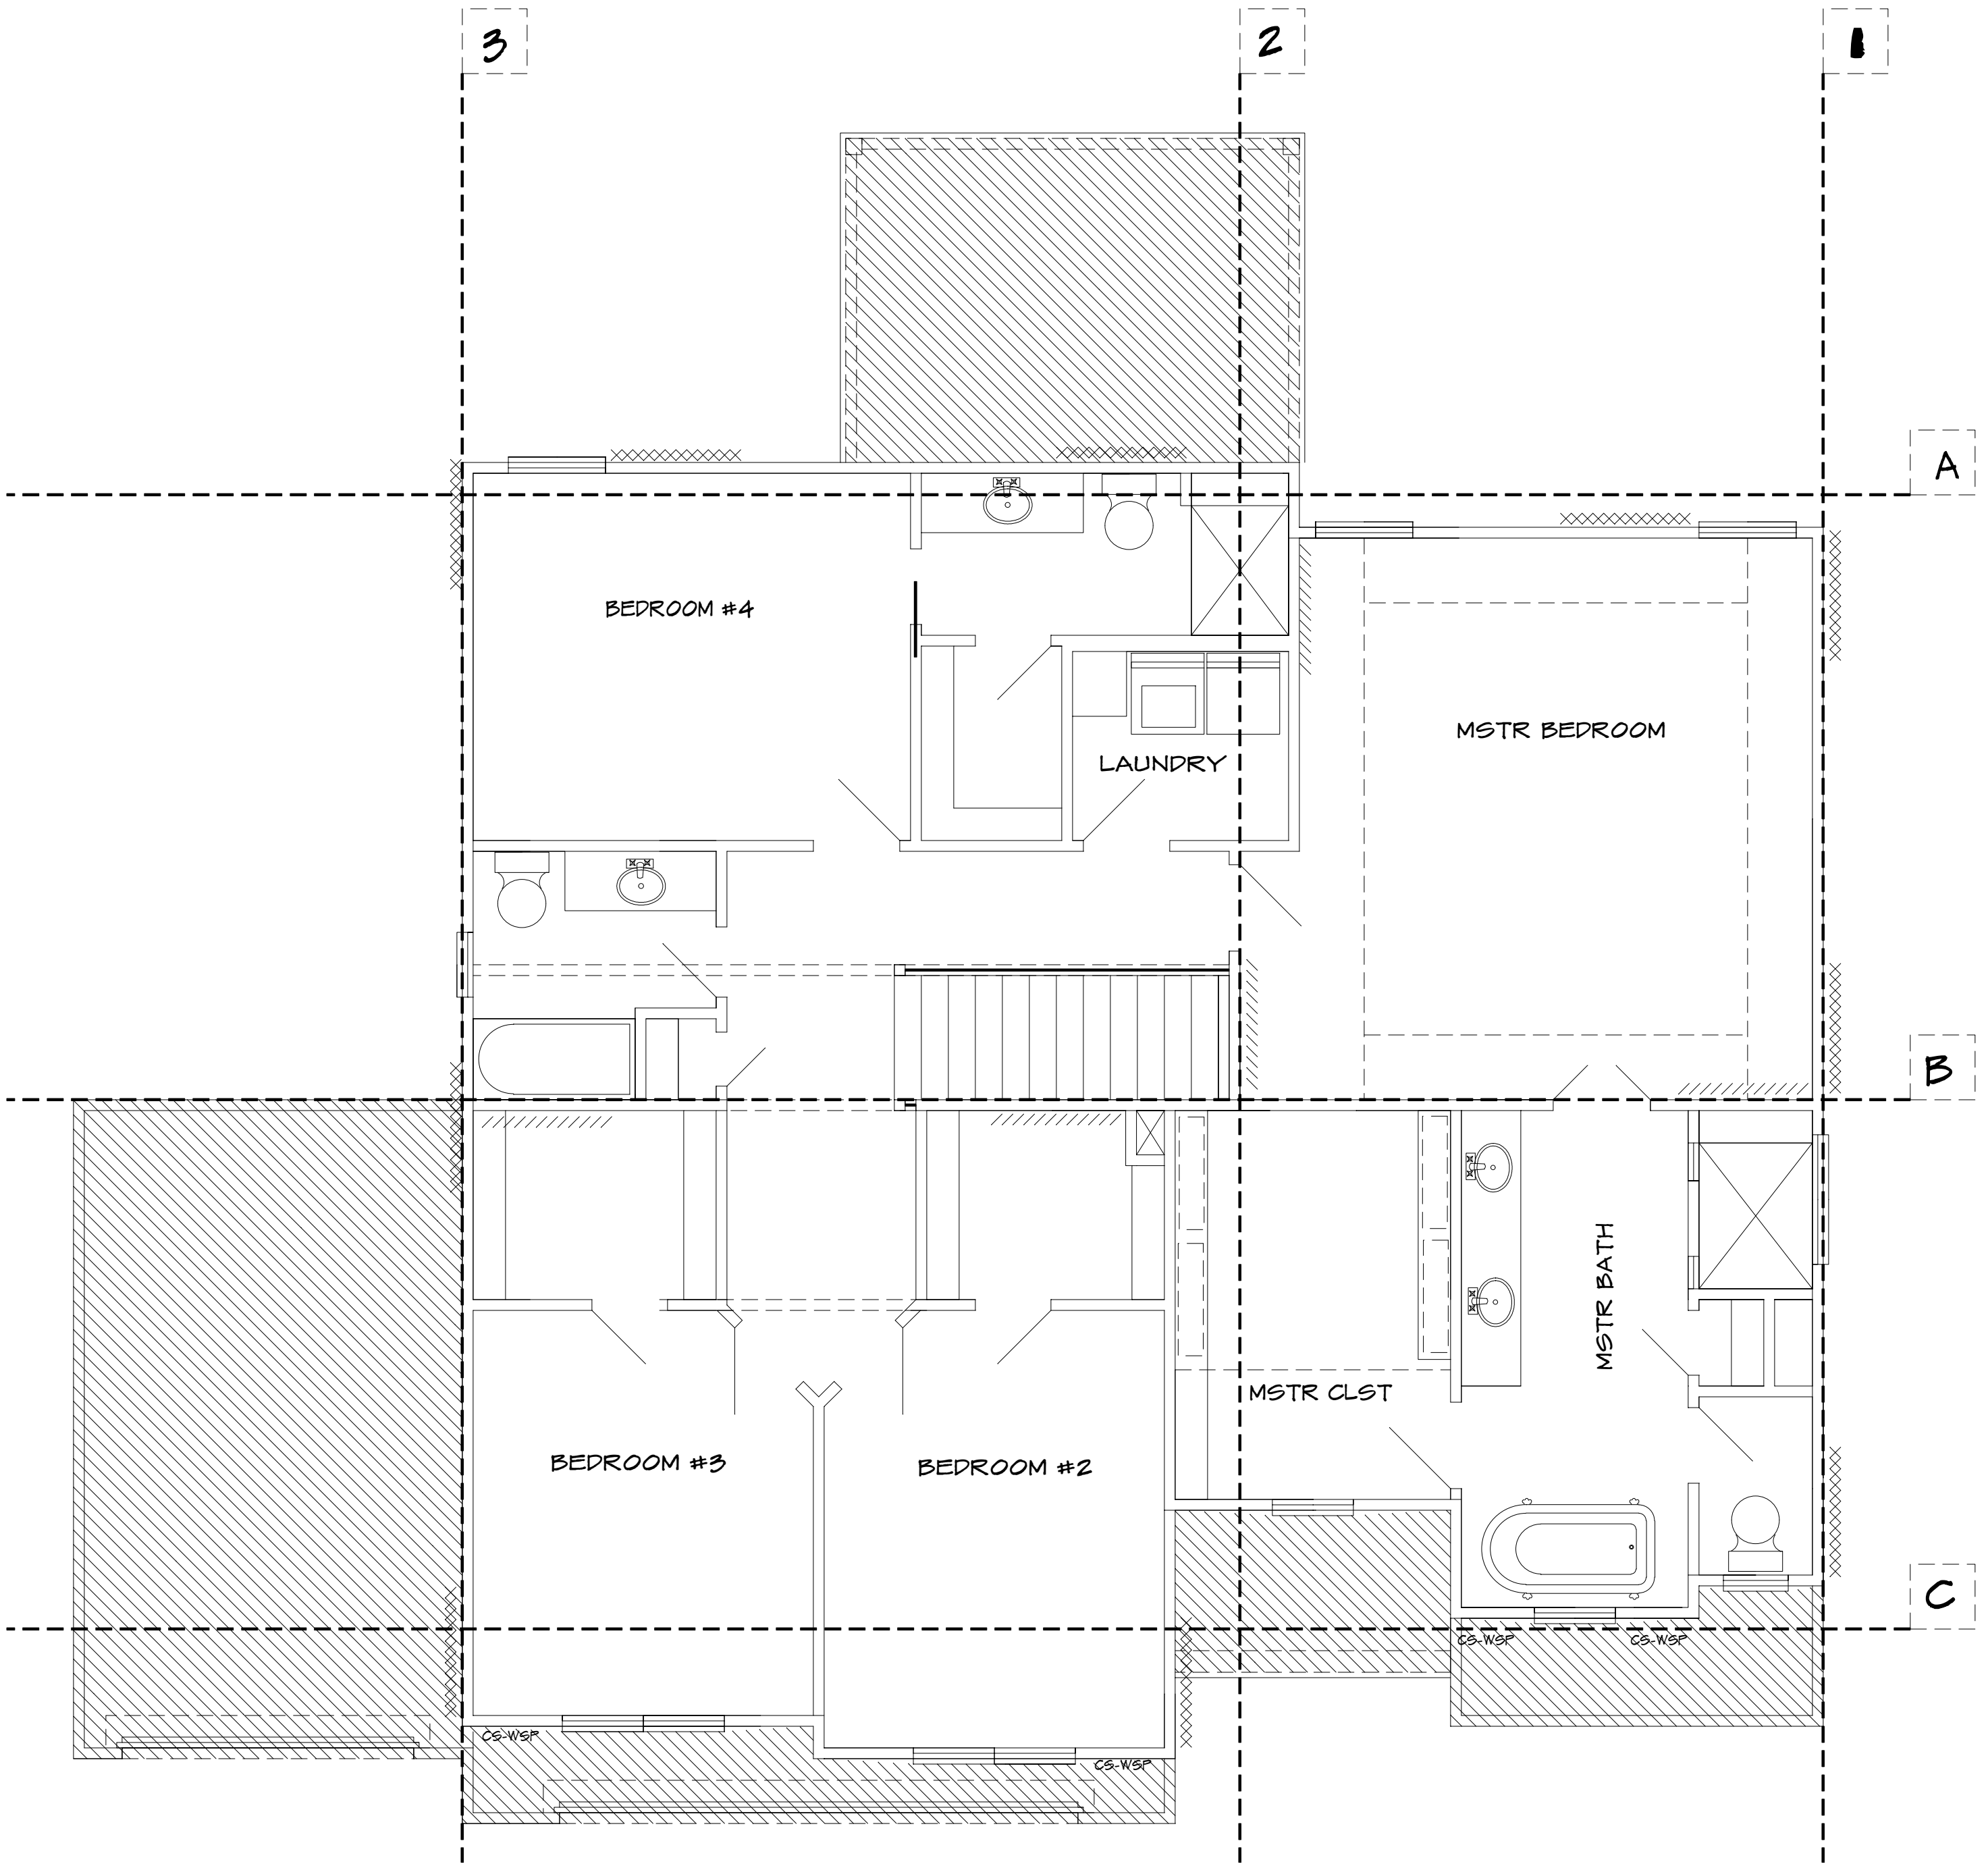 3
2
1
A
BEDROOM #4
MSTR BEDROOM
LAUNDRY
B
MSTR BATH
MSTR CLST
BEDROOM #3
BEDROOM #2
C
CS-WSP
CS-WSP
CS-WSP
CS-WSP